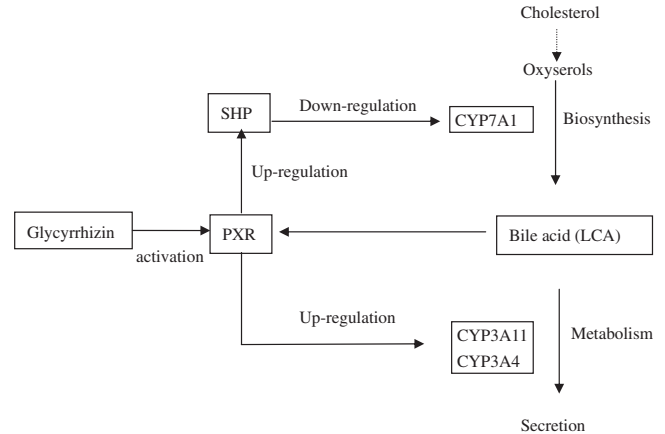 Cholesterol
Oxyserols
SHP
Down-regulation
CYP7A1
Biosynthesis
Up-regulation
Glycyrrhizin
activation
PXR
Bile acid (LCA)
Up-regulation
CYP3A11
CYP3A4
Metabolism
Secretion